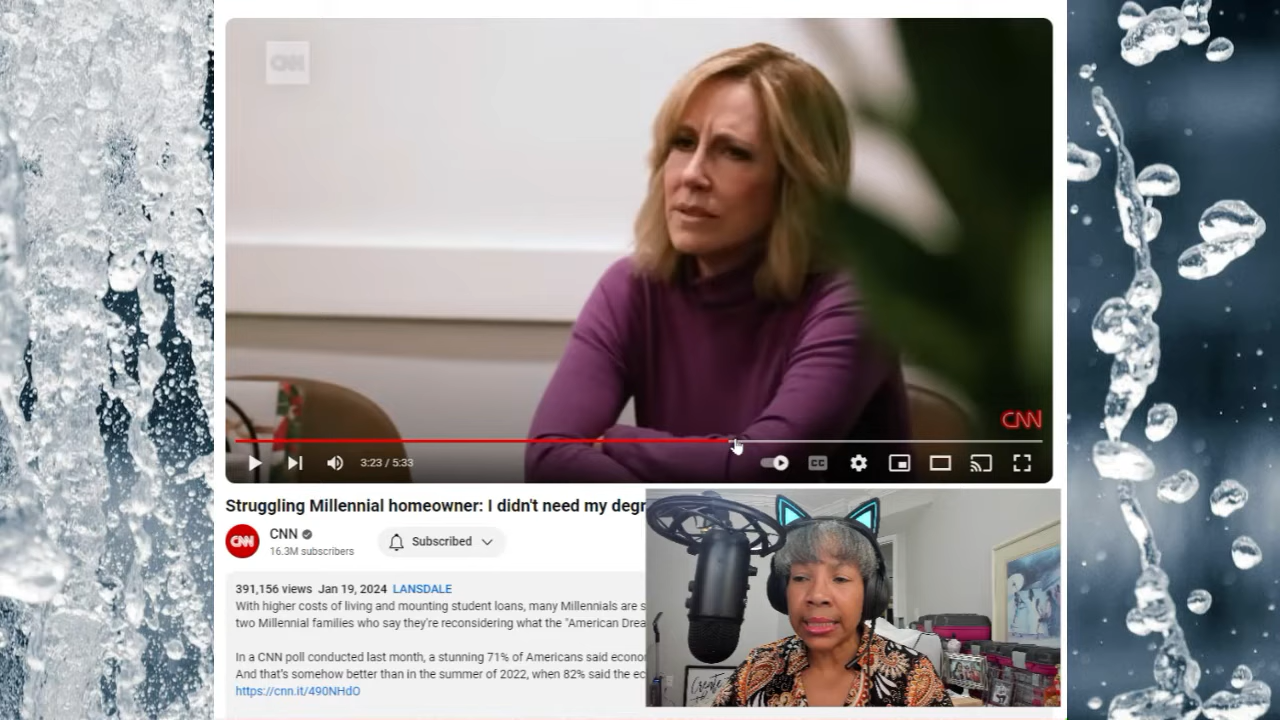 CNN
CNN
3:23 / 5:33
CC
Struggling Millennial homeowner: I didn't need my degr
CNN
CNN
16.3M subscribers
Subscribed
391,156 views Jan 19, 2024 LANSDALE
With higher costs of living and mounting student loans, many Millennials are s
two Millennial families who say they're reconsidering what the "American Drea
In a CNN poll conducted last month, a stunning 71% of Americans said econo
And that's somehow better than in the summer of 2022, when 82% said the ec
https://cnn.it/490NHdO
Create